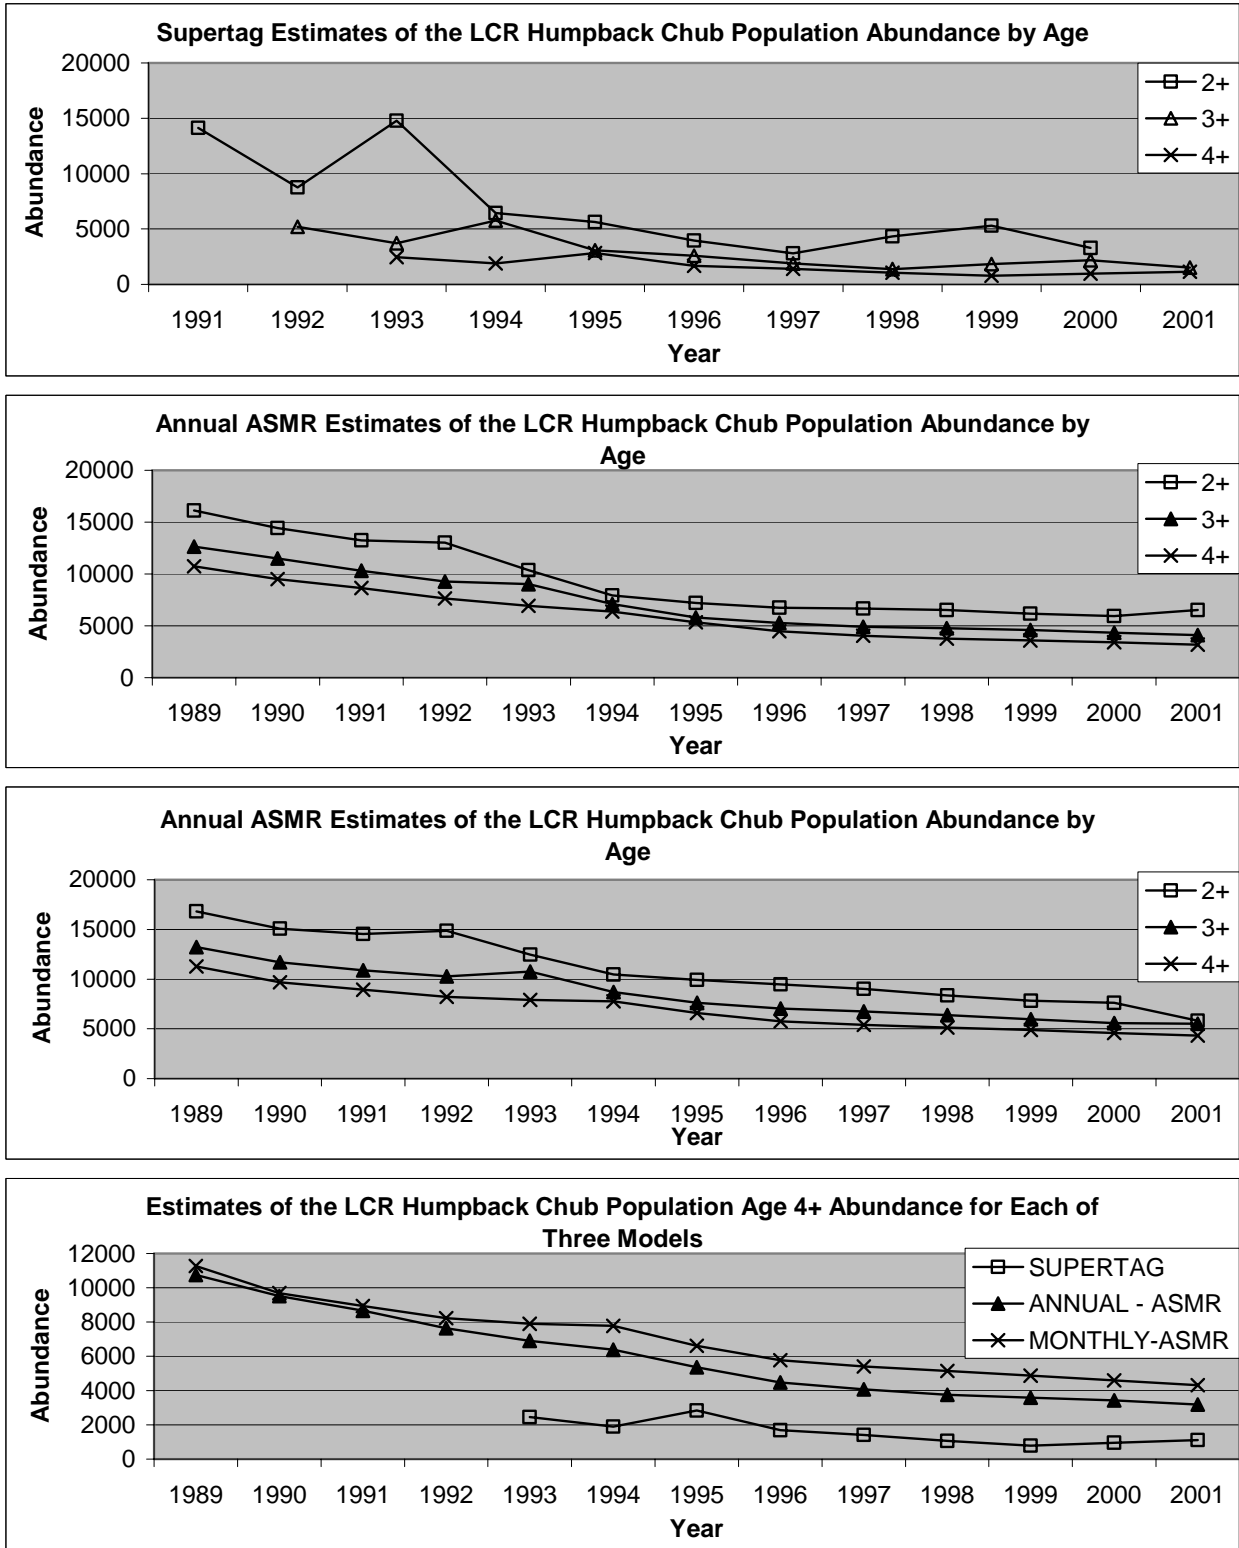 Supertag Estimates of the LCR Humpback Chub Population Abundance by Age
20000
15000
10000
5000
0
Abundance
2+
3+
4+
1991 1992 1993 1994 1995 1996 1997 1998 1999 2000 2001
Year
Annual ASMR Estimates of the LCR Humpback Chub Population Abundance by
Age
20000
15000
10000
5000
0
Abundance
2+
3+
4+
1989 1990 1991 1992 1993 1994 1995 1996 1997 1998 1999 2000 2001
Year
Annual ASMR Estimates of the LCR Humpback Chub Population Abundance by
Age
20000
15000
10000
5000
0
Abundance
2+
3+
4+
1989 1990 1991 1992 1993 1994 1995 1996 1997 1998 1999 2000 2001
Year
Estimates of the LCR Humpback Chub Population Age 4+ Abundance for Each of
Three Models
12000
10000
8000
6000
4000
2000
0
Abundance
SUPERTAG
ANNUAL - ASMR
MONTHLY-ASMR
1989 1990 1991 1992 1993 1994 1995 1996 1997 1998 1999 2000 2001
Year